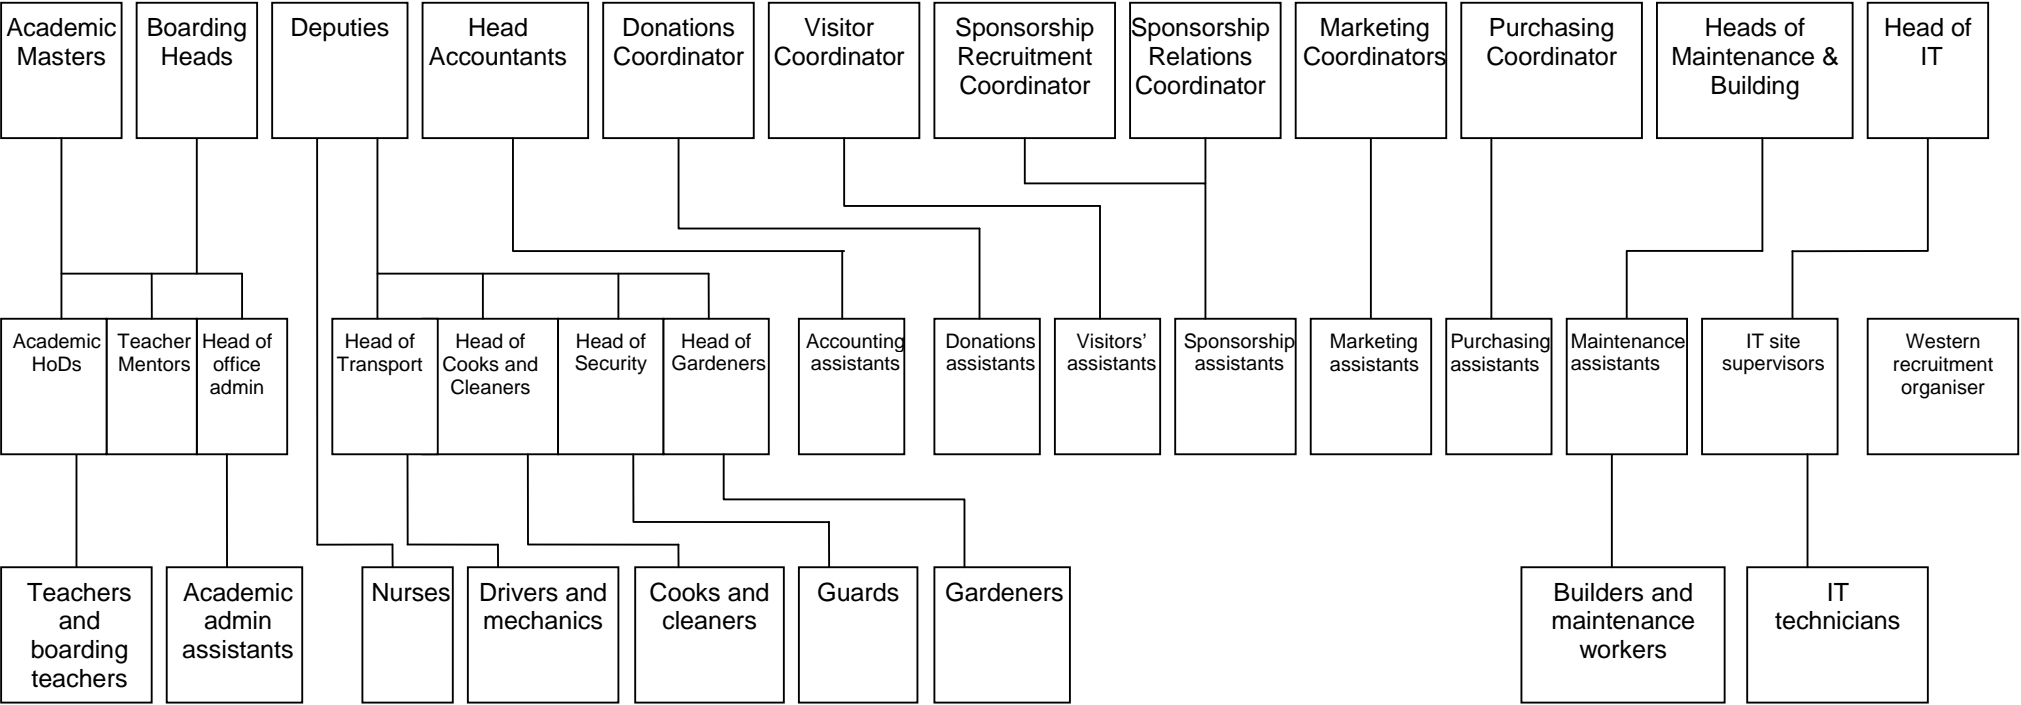 Academic
Masters
Boarding
Heads
Deputies
Head
Accountants
Donations
Coordinator
Visitor
Coordinator
Sponsorship
Recruitment
Coordinator
Sponsorship
Relations
Coordinator
Marketing
Coordinators
Purchasing
Coordinator
Heads of
Maintenance &
Building
Head of
IT
Academic
HoDs
Teacher
Mentors
Head of
office
admin
Head of
Transport
Head of
Cooks and
Cleaners
Head of
Security
Head of
Gardeners
Accounting
assistants
Donations
assistants
Visitors’
assistants
Sponsorship
assistants
Marketing
assistants
Purchasing
assistants
Maintenance
assistants
IT site
supervisors
Western
recruitment
organiser
Teachers
and
boarding
teachers
Academic
admin
assistants
Nurses
Drivers and
mechanics
Cooks and
cleaners
Guards
Gardeners
Builders and
maintenance
workers
IT
technicians